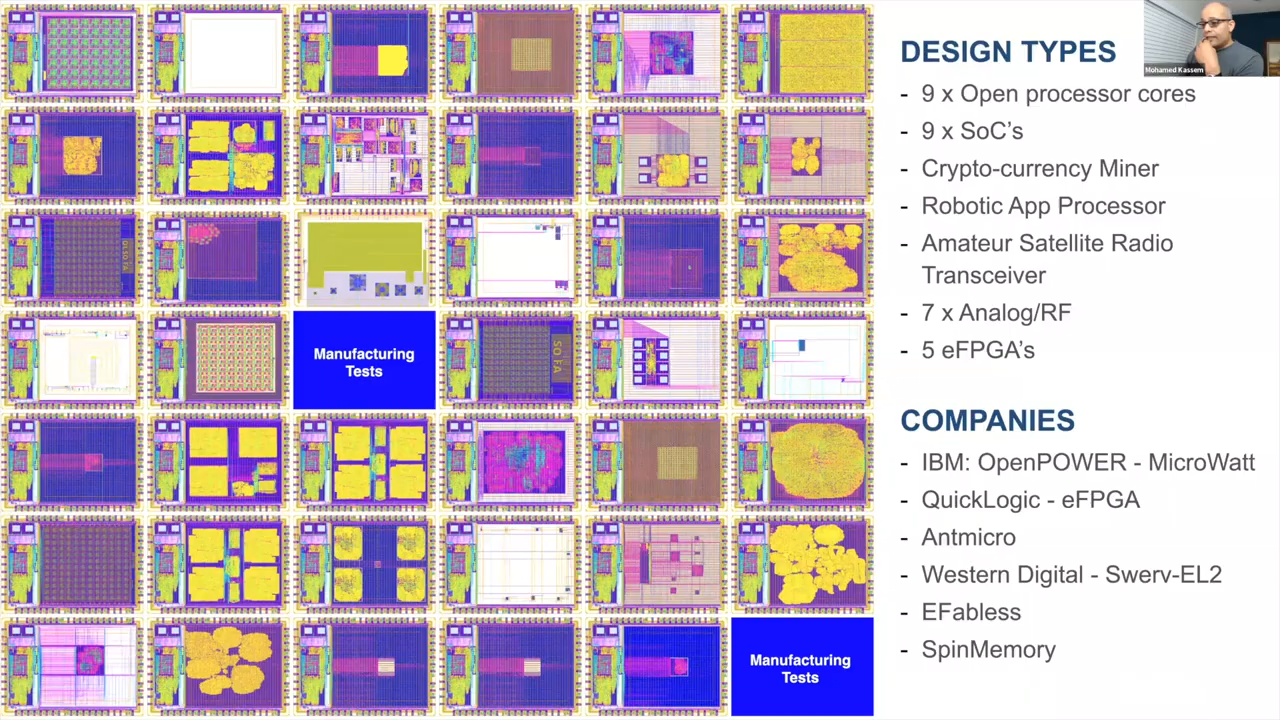 DESIGN TYPES
Mohamed Kassem
- 9 x Open processor cores
- 9 x SoC's
- Crypto-currency Miner
- Robotic App Processor
- Amateur Satellite Radio
Transceiver
- 7 x Analog/RF
- 5 eFPGA's
COMPANIES
- IBM: OpenPOWER - MicroWatt
- QuickLogic - eFPGA
- Antmicro
- Western Digital - Swerv-EL2
- EFabless
- SpinMemory
Manufacturing
Tests
SOFA
Manufacturing
Tests